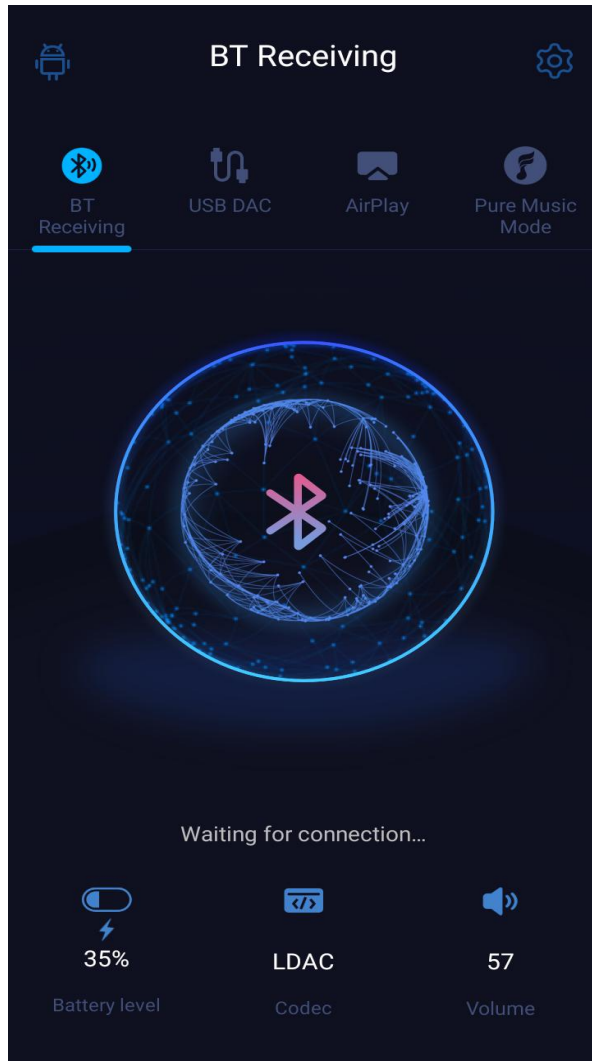 BT Receiving
BT
Receiving
USB DAC
AirPlay
Pure Music
Mode
Waiting for connection...
35%
LDAC
57
Battery level
Codec
Volume